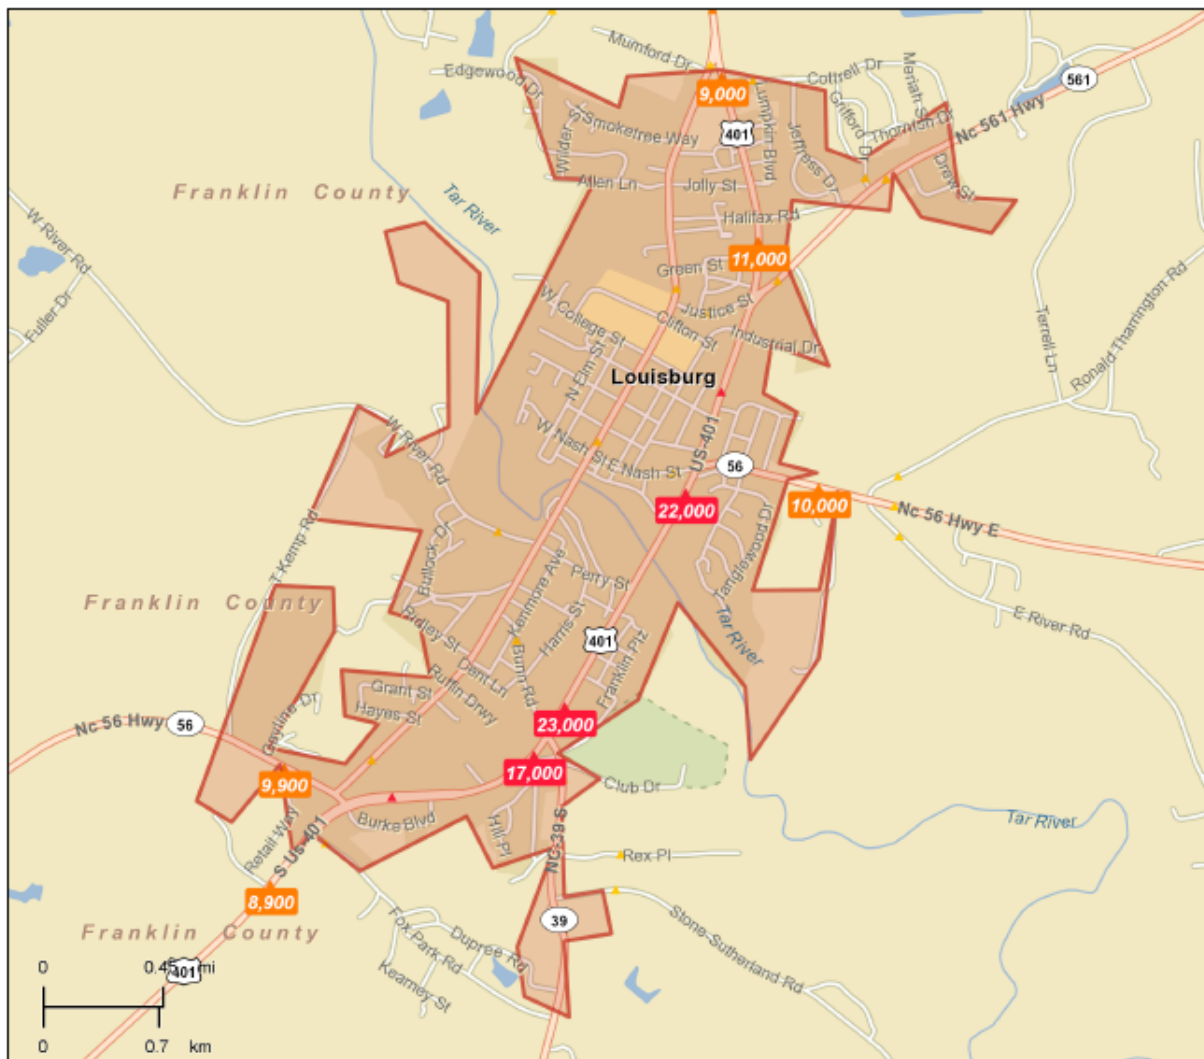 Mumford Dr
Edgewood Dr
Cottrell Dr
Meriah St
561
9,000
Lumpkin Blvd
Grifford Dr
Wilder St
Smoketree Way
401
Jeffress Dr
Thorrfish Dr
Nc 561 Hwy
Drew St
Allen Ln
Jolly St
Franklin County
Tar River
Halifax Rd
W River Rd
11,000
Green St
Fuller Dr
W College St
Justice St
Clifton St
Industrial Dr
Terrell Ln
Ronald Tharrington Rd
N Elm St
Louisburg
US-401
W River Rd
W Nash St
E Nash St
56
22,000
10,000
Nc 56 Hwy E
T Kemp Rd
Bullock Dr
Tanglewood Dr
Kenmore Ave
Perry St
Franklin County
Ridley St
Harris St
401
Tar River
E River Rd
Franklin Plz
Dent Ln
Bunn Rd
Grant St
Ruffin Drwy
Hayes St
Gayline Dr
Nc 56 Hwy
56
23,000
17,000
9,900
Club Dr
Burke Blvd
Retail Way
S Us-401
Hill Pl
NC-39 S
Tar River
Rex Pl
8,900
39
Franklin County
Fox Park Rd
Dupree Rd
Stone-Sutherland Rd
Kearney St
0
0.45 mi
401
0
0.7 km